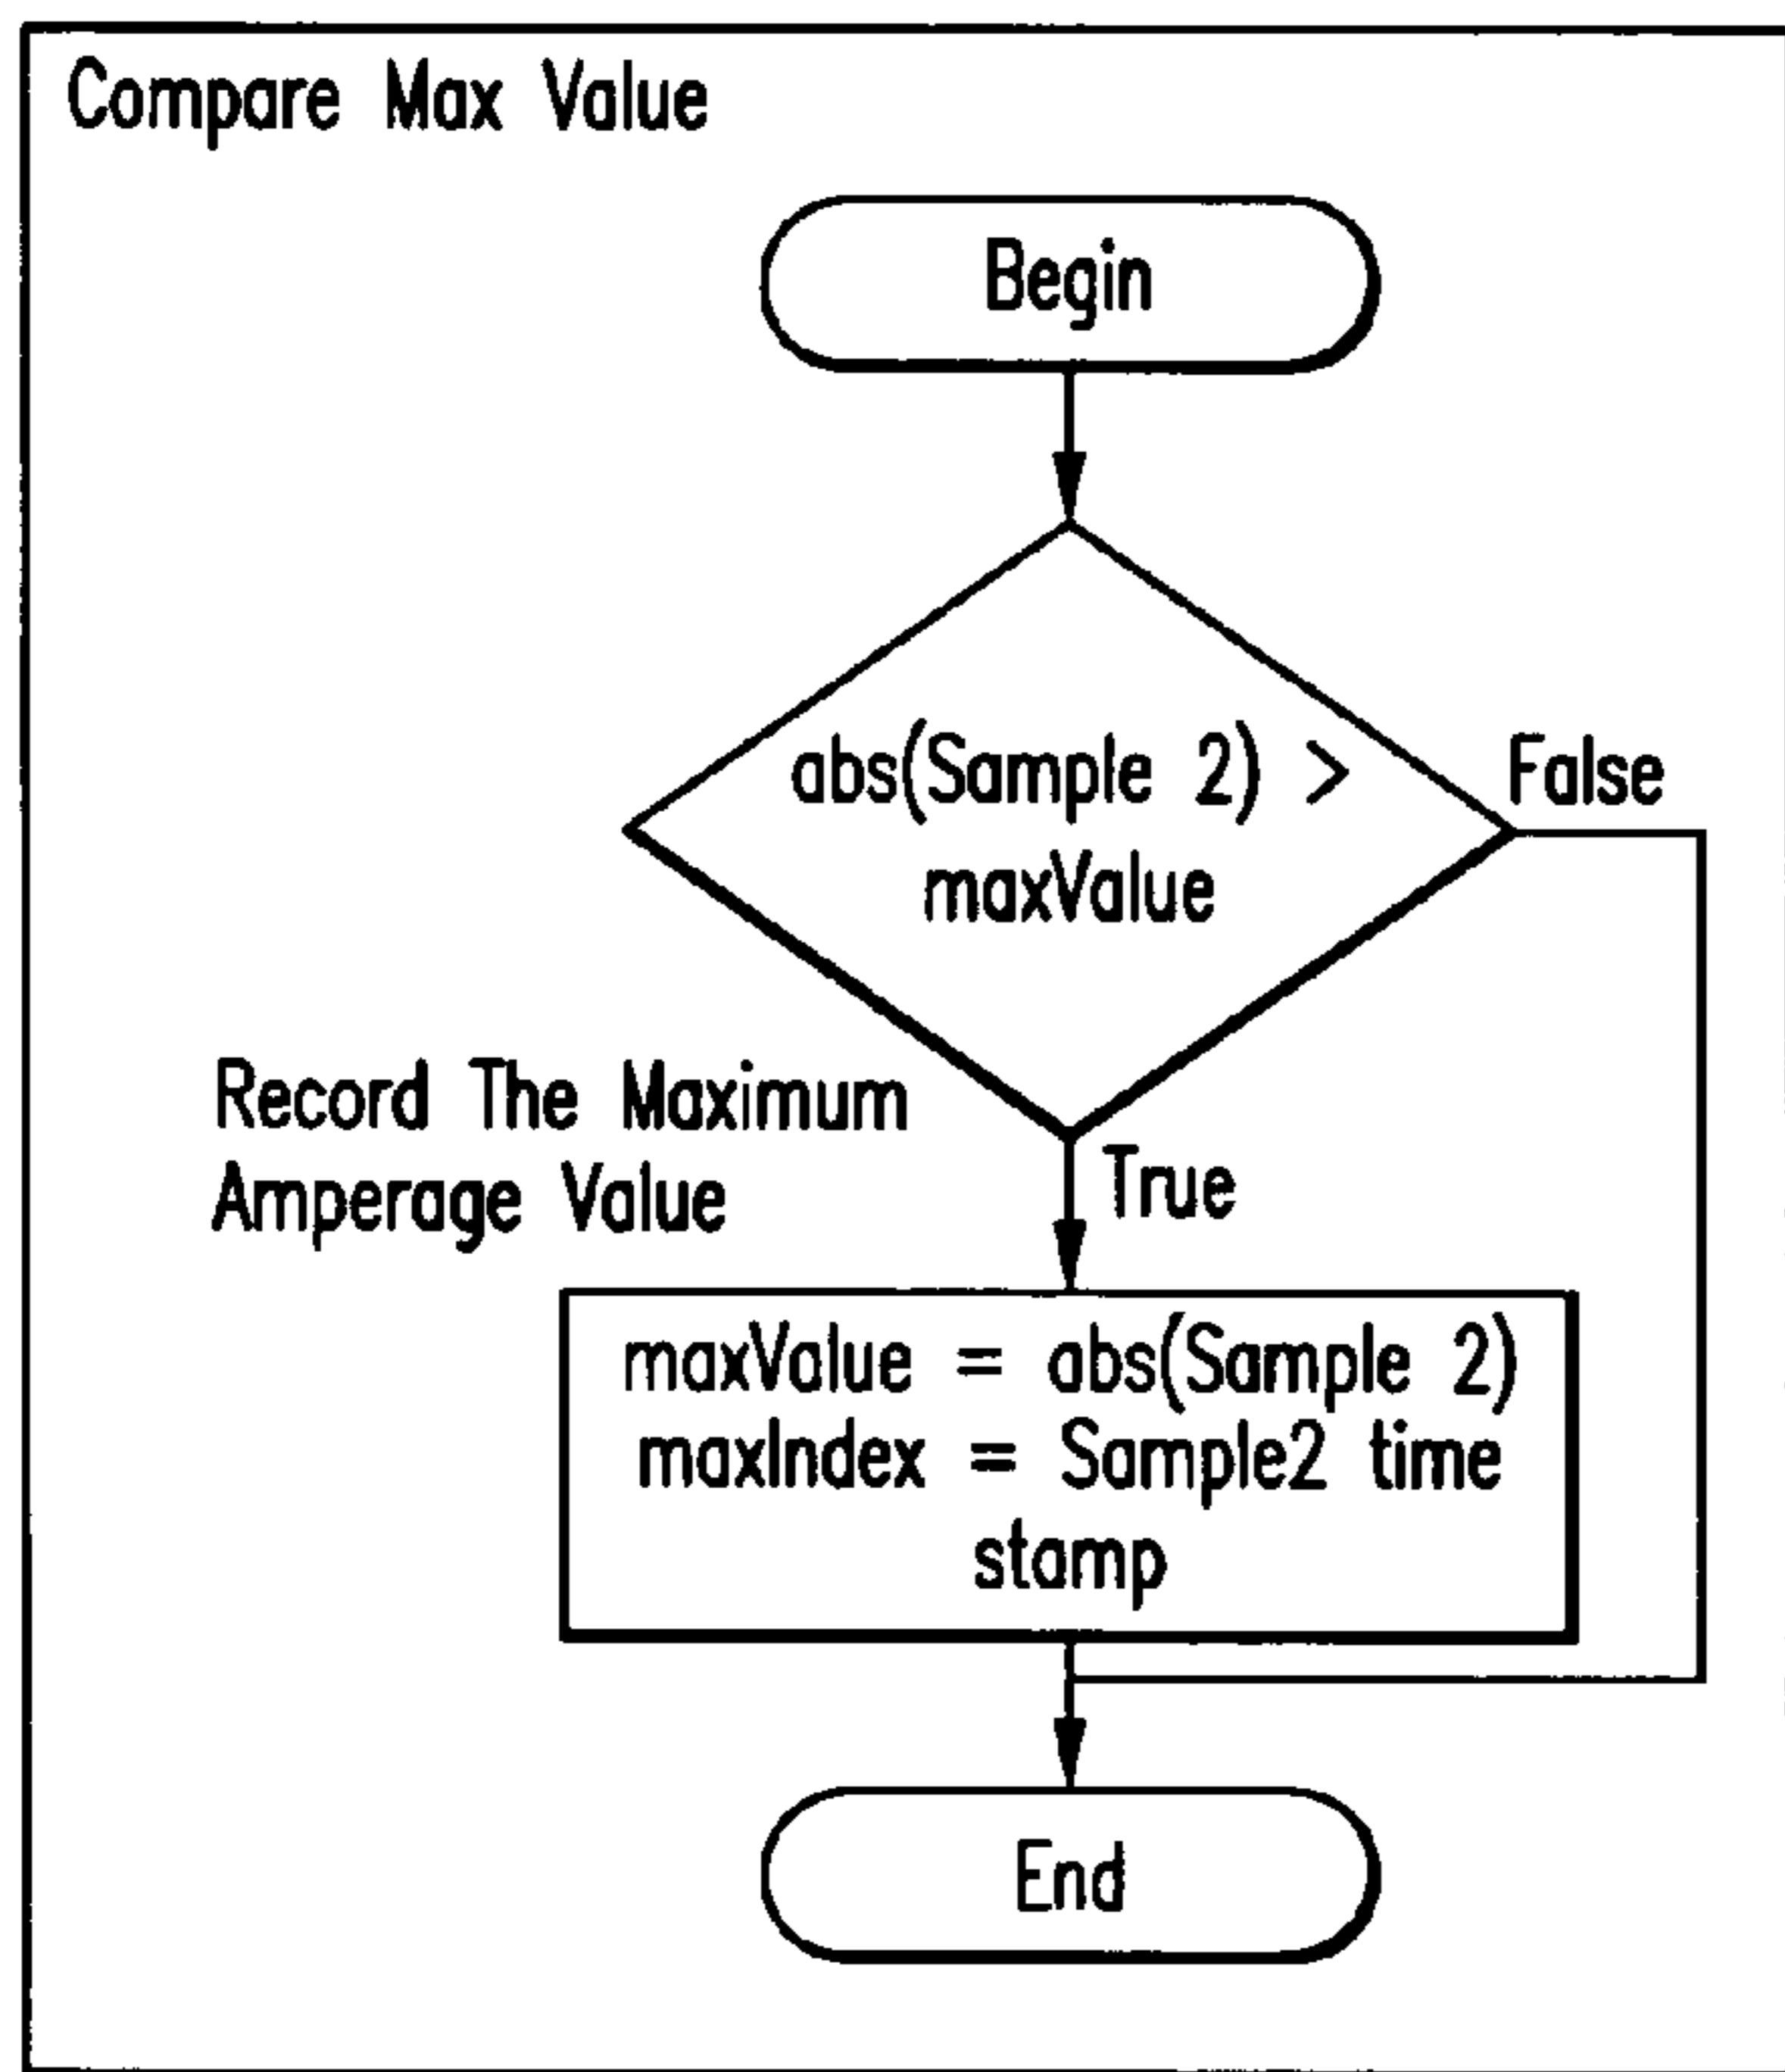 Compare Max Value
Begin
abs(Sample 2) >
maxValue
False
Record The Maximum
Amperage Value
True
maxValue = abs(Sample 2)
maxIndex = Sample2 time
stamp
End